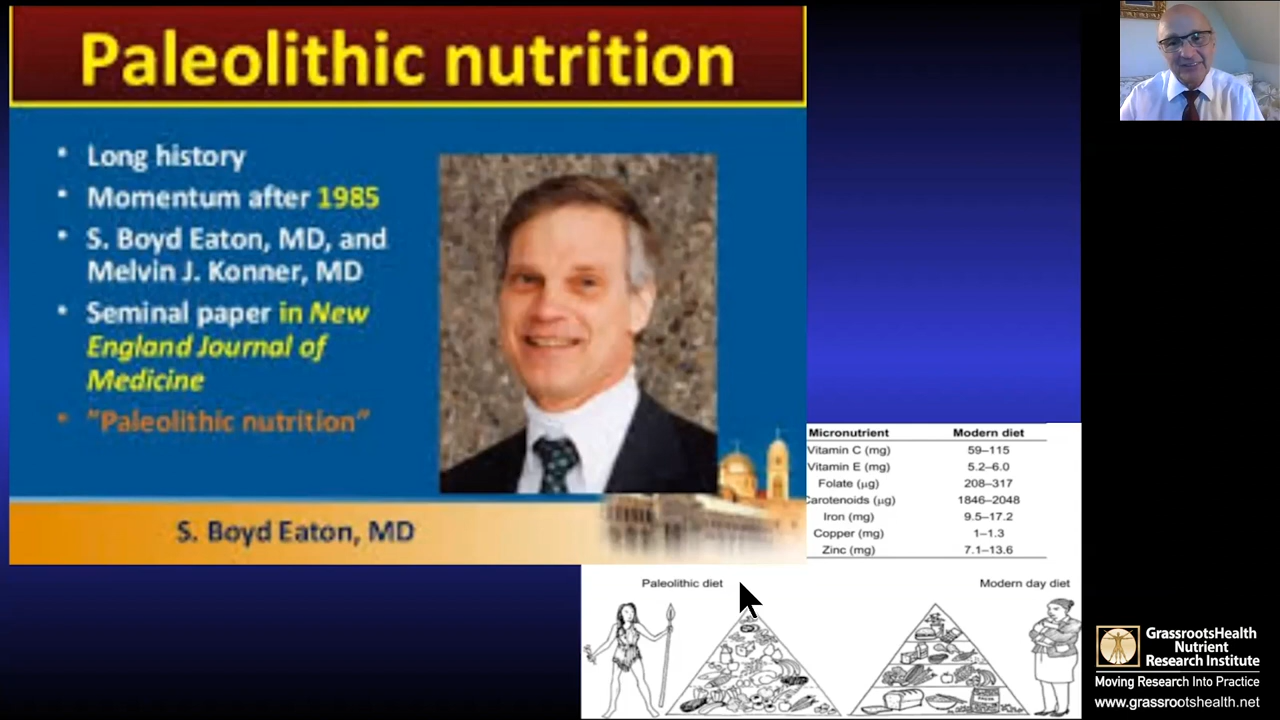 Paleolithic nutrition
• Long history
• Momentum after 1985
• S. Boyd Eaton, MD, and
Melvin J. Konner, MD
• Seminal paper in New
England Journal of
Medicine
• "Paleolithic nutrition"
S. Boyd Eaton, MD
Micronutrient Modern diet
Vitamin C (mg) 59–115
Vitamin E (mg) 5.2–6.0
Folate (μg) 208–317
Carotenoids (μg) 1846–2048
Iron (mg) 9.5–17.2
Copper (mg) 1–1.3
Zinc (mg) 7.1–13.6
Paleolithic diet Modern day diet
GrassrootsHealth
Nutrient
Research Institute
Moving Research Into Practice
www.grassrootshealth.net